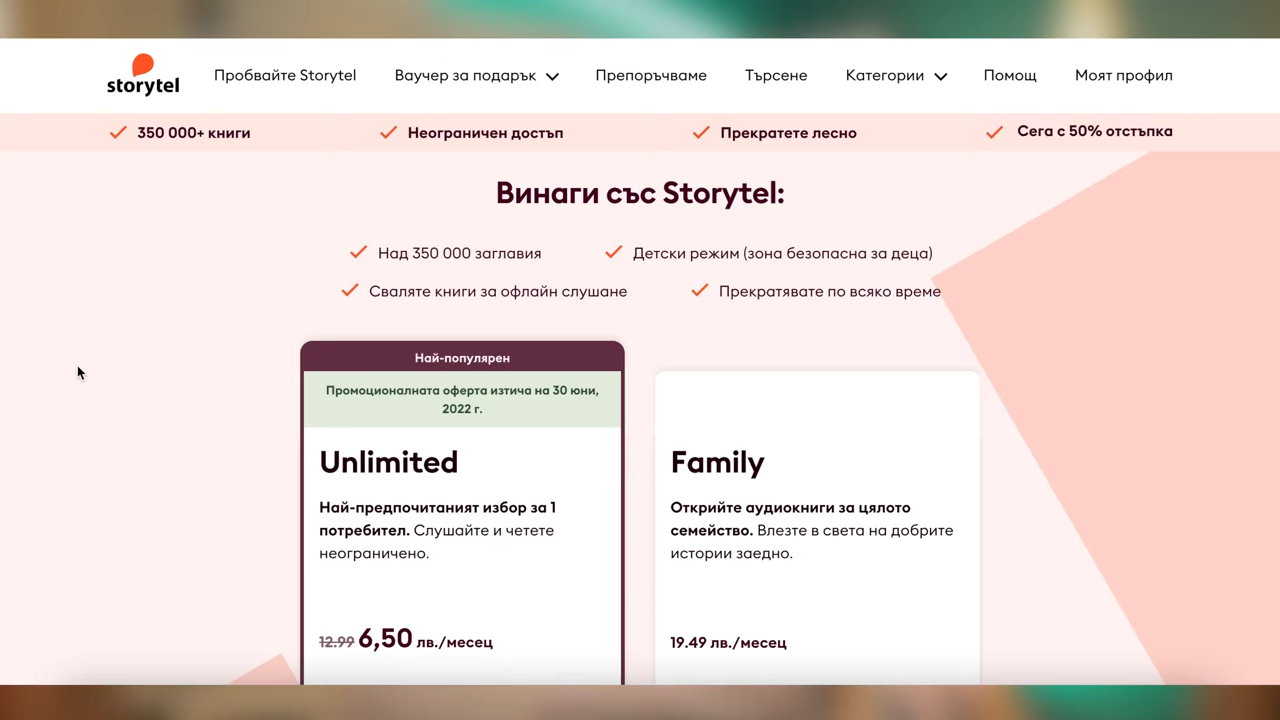 storytel
Пробвайте Storytel
Ваучер за подарък
Препоръчваме
Търсене
Категории
Помощ
Моят профил
350 000+ книги
Неограничен достъп
Прекратете лесно
Сега с 50% отстъпка
Винаги със Storytel:
Над 350 000 заглавия
Детски режим (зона безопасна за деца)
Сваляте книги за офлайн слушане
Прекратявате по всяко време
Най-популярен
Промоционалната оферта изтича на 30 юни,
2022 г.
Unlimited
Най-предпочитаният избор за 1
потребител. Слушайте и четете
неограничено.
12.99 6,50 лв./месец
Family
Открийте аудиокниги за цялото
семейство. Влезте в света на добрите
истории заедно.
19.49 лв./месец